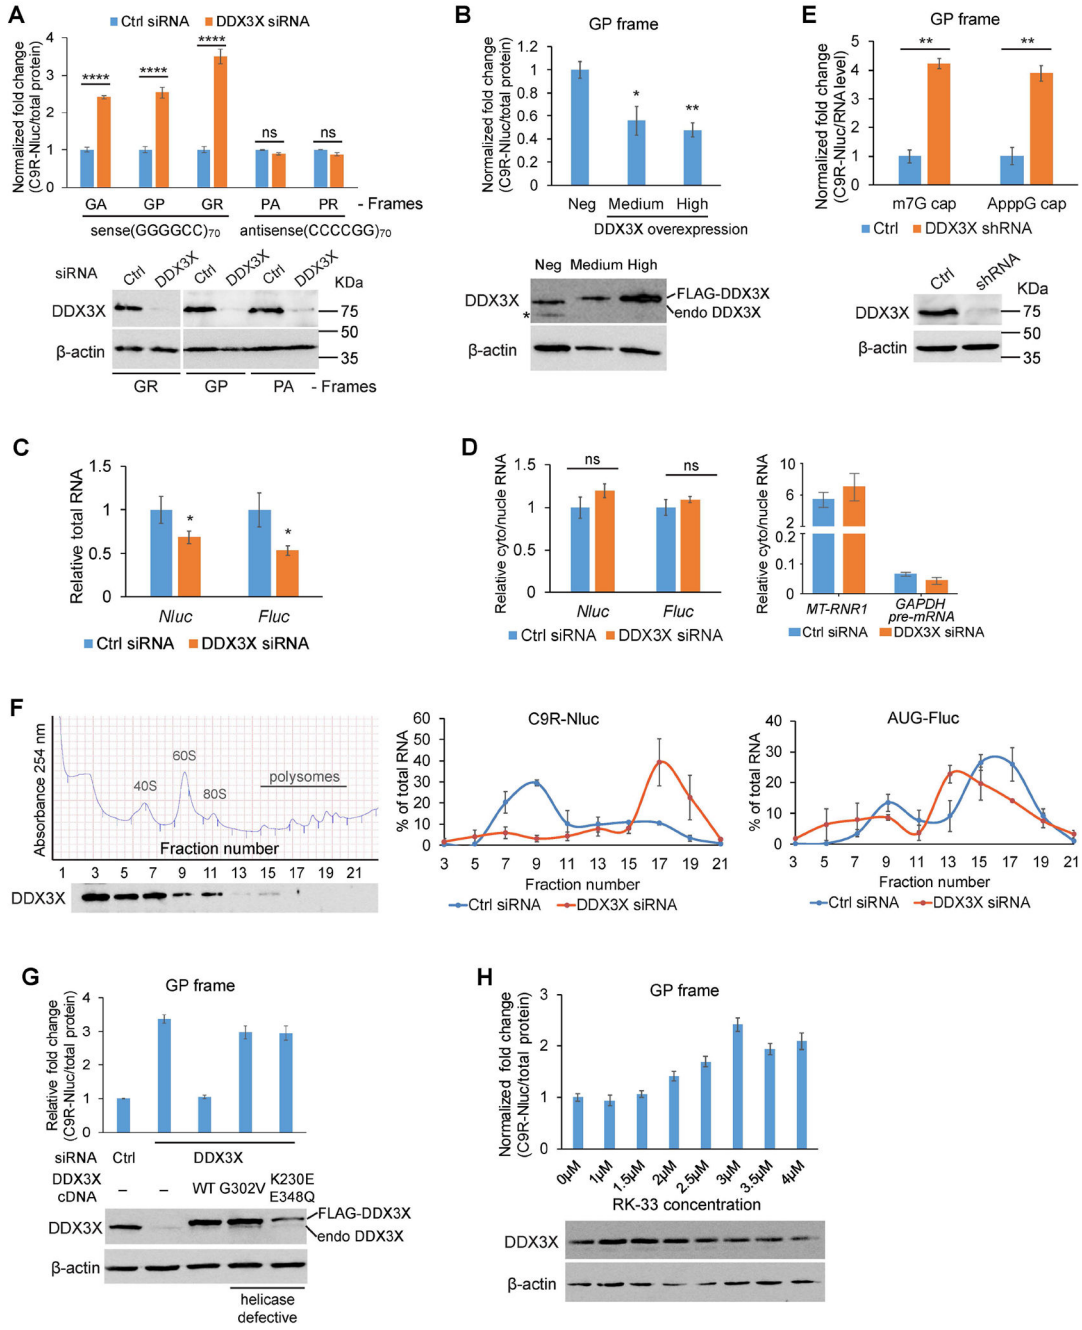 A
Ctrl siRNA DDX3X siRNA
Normalized fold change
(C9R-Nluc/total protein)
4
3
2
1
0
**** **** **** ns ns
GA GP GR PA PR - Frames
sense(GGGGCC)70 antisense(CCCCGG)70
siRNA Ctrl DDX3X Ctrl DDX3X Ctrl DDX3X
KDa
DDX3X
75
50
β-actin
35
GR GP PA - Frames
B
GP frame
Normalized fold change
(C9R-Nluc/total protein)
1.2
1
0.8
0.6
0.4
0.2
0
* **
Neg Medium High
DDX3X overexpression
Neg Medium High
DDX3X
FLAG-DDX3X
endo DDX3X
*
β-actin
E
GP frame
Normalized fold change
(C9R-Nluc/RNA level)
5
4
3
2
1
0
** **
m7G cap ApppG cap
Ctrl DDX3X shRNA
Ctrl shRNA
KDa
DDX3X
75
50
β-actin
35
C
Relative total RNA
1.5
1
0.5
0
* *
Nluc Fluc
Ctrl siRNA DDX3X siRNA
D
Relative cyto/nucle RNA
1.5
1
0.5
0
ns ns
Nluc Fluc
Ctrl siRNA DDX3X siRNA
Relative cyto/nucle RNA
10
6
2
0.2
0.1
0
MT-RNR1 GAPDH
pre-mRNA
Ctrl siRNA DDX3X siRNA
F
Absorbance 254 nm
40S 60S 80S polysomes
Fraction number
1 3 5 7 9 11 13 15 17 19 21
DDX3X
C9R-Nluc
% of total RNA
60
50
40
30
20
10
0
3 5 7 9 11 13 15 17 19 21
Fraction number
Ctrl siRNA DDX3X siRNA
AUG-Fluc
% of total RNA
40
30
20
10
0
3 5 7 9 11 13 15 17 19 21
Fraction number
Ctrl siRNA DDX3X siRNA
G
GP frame
Relative fold change
(C9R-Nluc/total protein)
4
3
2
1
0
siRNA Ctrl DDX3X
DDX3X
cDNA
– – WT G302V K230E
E348Q
DDX3X
FLAG-DDX3X
endo DDX3X
β-actin
helicase
defective
H
GP frame
Normalized fold change
(C9R-Nluc/total protein)
3
2
1
0
0μM 1μM 1.5μM 2μM 2.5μM 3μM 3.5μM 4μM
RK-33 concentration
DDX3X
β-actin